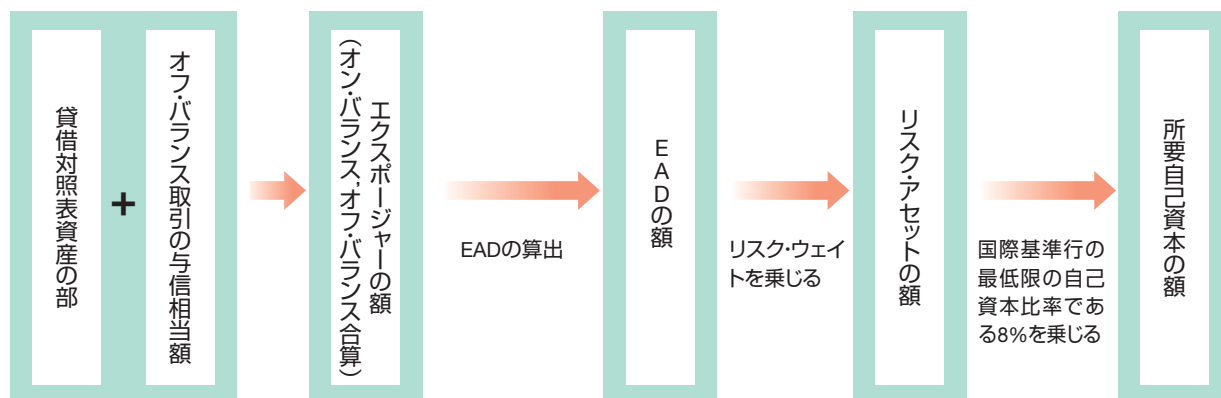 貸借対照表資産の部
+
オフ・バランス取引の与信相当額
エクスポージャーの額
(オン・バランス,オフ・バランス合算)
EADの算出
EADの額
リスク・ウェイ
トを乗じる
リスク・アセットの額
国際基準行の
最低限の自己
資本比率であ
る8%を乗じる
所要自己資本の額